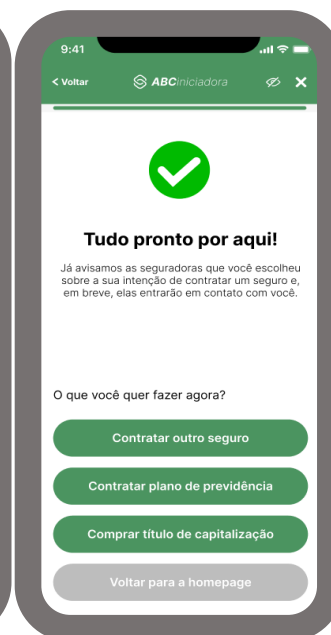 9:41
< Voltar ABCiniciadora
Tudo pronto por aqui!
Já avisamos as seguradoras que você escolheu
sobre a sua intenção de contratar um seguro e,
em breve, elas entrarão em contato com você.
O que você quer fazer agora?
Contratar outro seguro
Contratar plano de previdência
Comprar título de capitalização
Voltar para a homepage